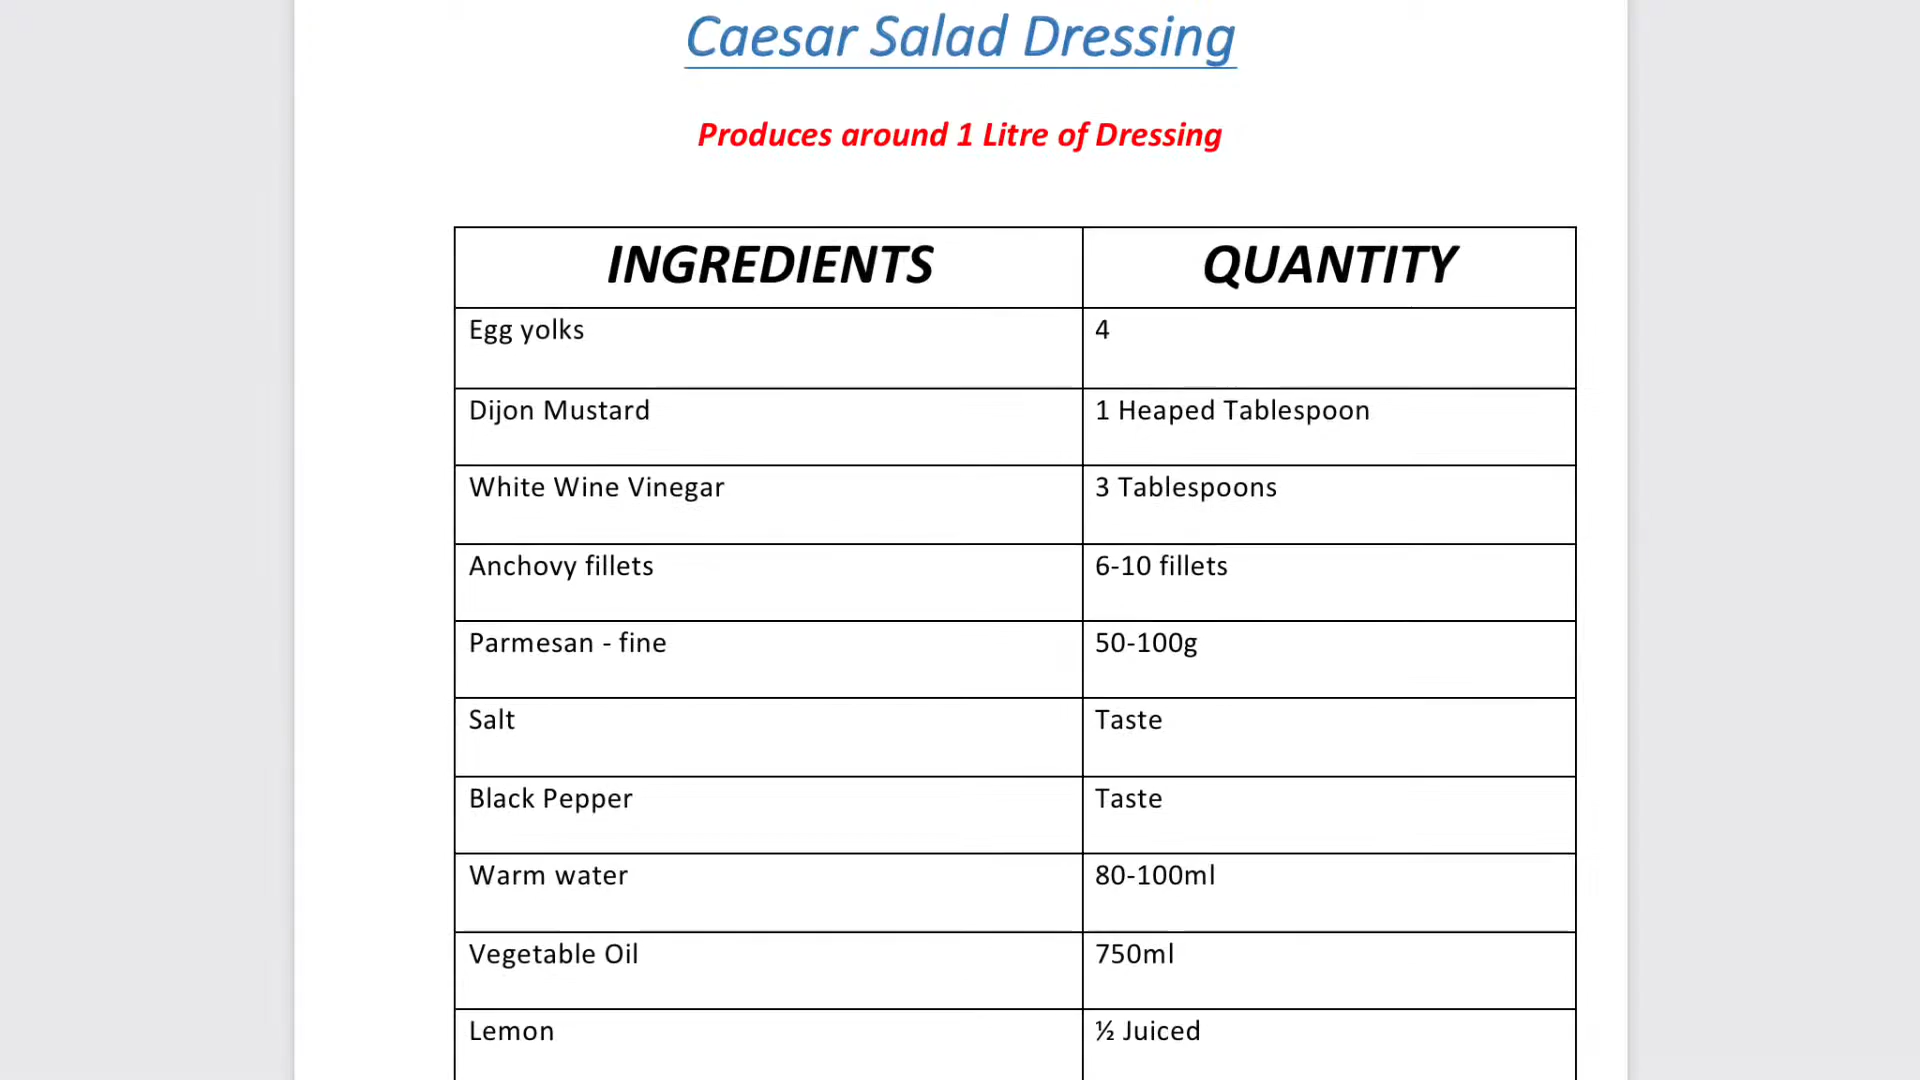 Caesar Salad Dressing
Produces around 1 Litre of Dressing
INGREDIENTS QUANTITY
Egg yolks 4
Dijon Mustard 1 Heaped Tablespoon
White Wine Vinegar 3 Tablespoons
Anchovy fillets 6-10 fillets
Parmesan - fine 50-100g
Salt Taste
Black Pepper Taste
Warm water 80-100ml
Vegetable Oil 750ml
Lemon ½ Juiced